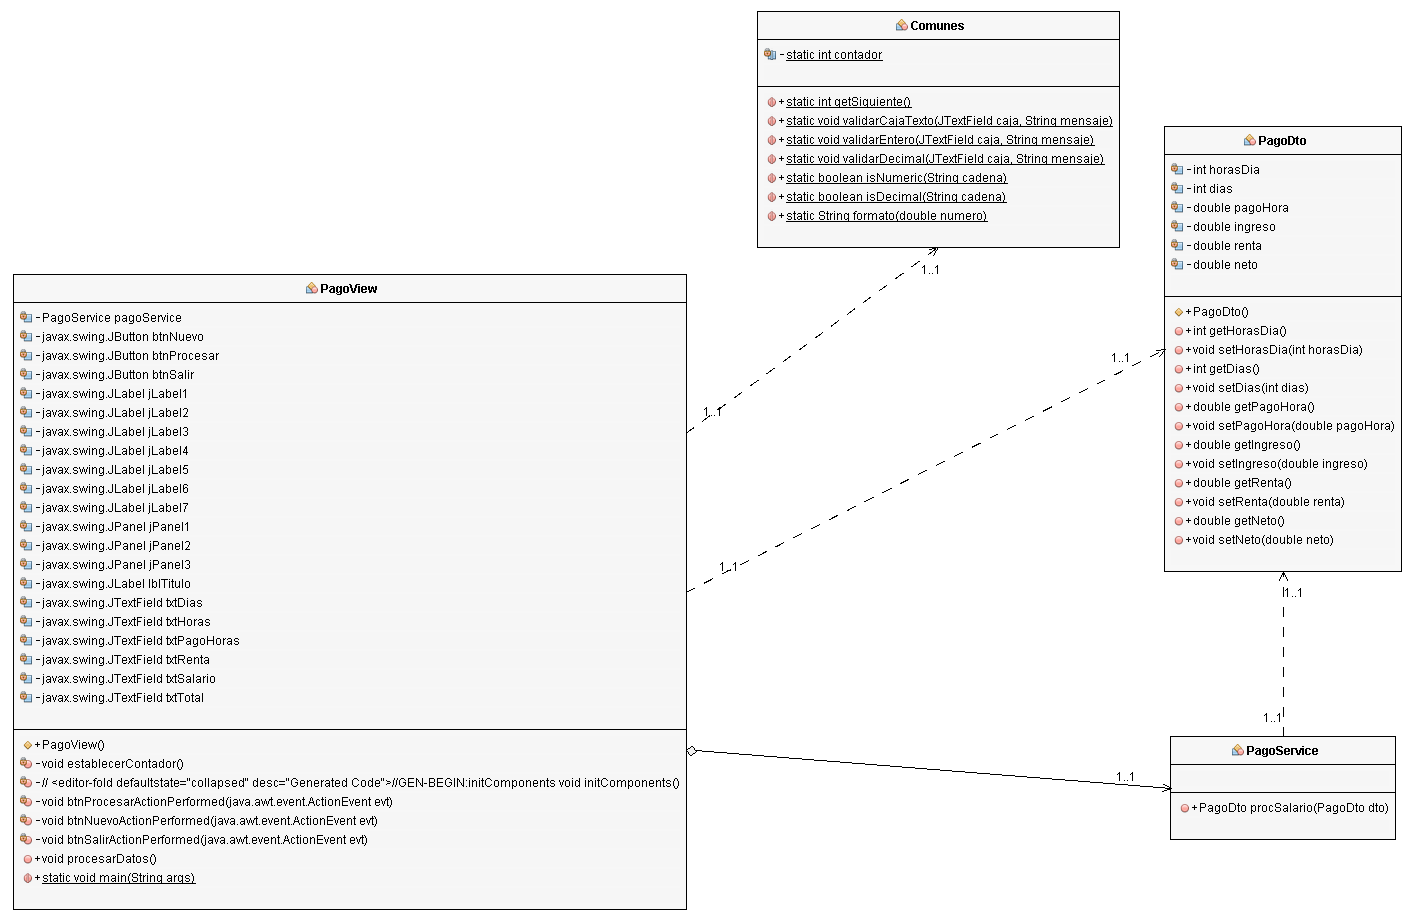 Comunes
- static int contador
+ static int getSiguiente()
+ static void validarCajaTexto(JTextField caja, String mensaje)
+ static void validarEntero(JTextField caja, String mensaje)
+ static void validarDecimal(JTextField caja, String mensaje)
+ static boolean isNumeric(String cadena)
+ static boolean isDecimal(String cadena)
+ static String formato(double numero)
PagoDto
- int horasDia
- int dias
- double pagoHora
- double ingreso
- double renta
- double neto
+ PagoDto()
+ int getHorasDia()
+ void setHorasDia(int horasDia)
+ int getDias()
+ void setDias(int dias)
+ double getPagoHora()
+ void setPagoHora(double pagoHora)
+ double getIngreso()
+ void setIngreso(double ingreso)
+ double getRenta()
+ void setRenta(double renta)
+ double getNeto()
+ void setNeto(double neto)
PagoView
- PagoService pagoService
- javax.swing.JButton btnNuevo
- javax.swing.JButton btnProcesar
- javax.swing.JButton btnSalir
- javax.swing.JLabel jLabel1
- javax.swing.JLabel jLabel2
- javax.swing.JLabel jLabel3
- javax.swing.JLabel jLabel4
- javax.swing.JLabel jLabel5
- javax.swing.JLabel jLabel6
- javax.swing.JLabel jLabel7
- javax.swing.JPanel jPanel1
- javax.swing.JPanel jPanel2
- javax.swing.JPanel jPanel3
- javax.swing.JLabel lblTitulo
- javax.swing.JTextField txtDias
- javax.swing.JTextField txtHoras
- javax.swing.JTextField txtPagoHoras
- javax.swing.JTextField txtRenta
- javax.swing.JTextField txtSalario
- javax.swing.JTextField txtTotal
+ PagoView()
- void establecerContador()
- // <editor-fold defaultstate="collapsed" desc="Generated Code">//GEN-BEGIN:initComponents void initComponents()
- void btnProcesarActionPerformed(java.awt.event.ActionEvent evt)
- void btnNuevoActionPerformed(java.awt.event.ActionEvent evt)
- void btnSalirActionPerformed(java.awt.event.ActionEvent evt)
+ void procesarDatos()
+ static void main(String args)
1..1
1..1
1..1
1..1
1..1
1..1
1..1
PagoService
+ PagoDto procSalario(PagoDto dto)